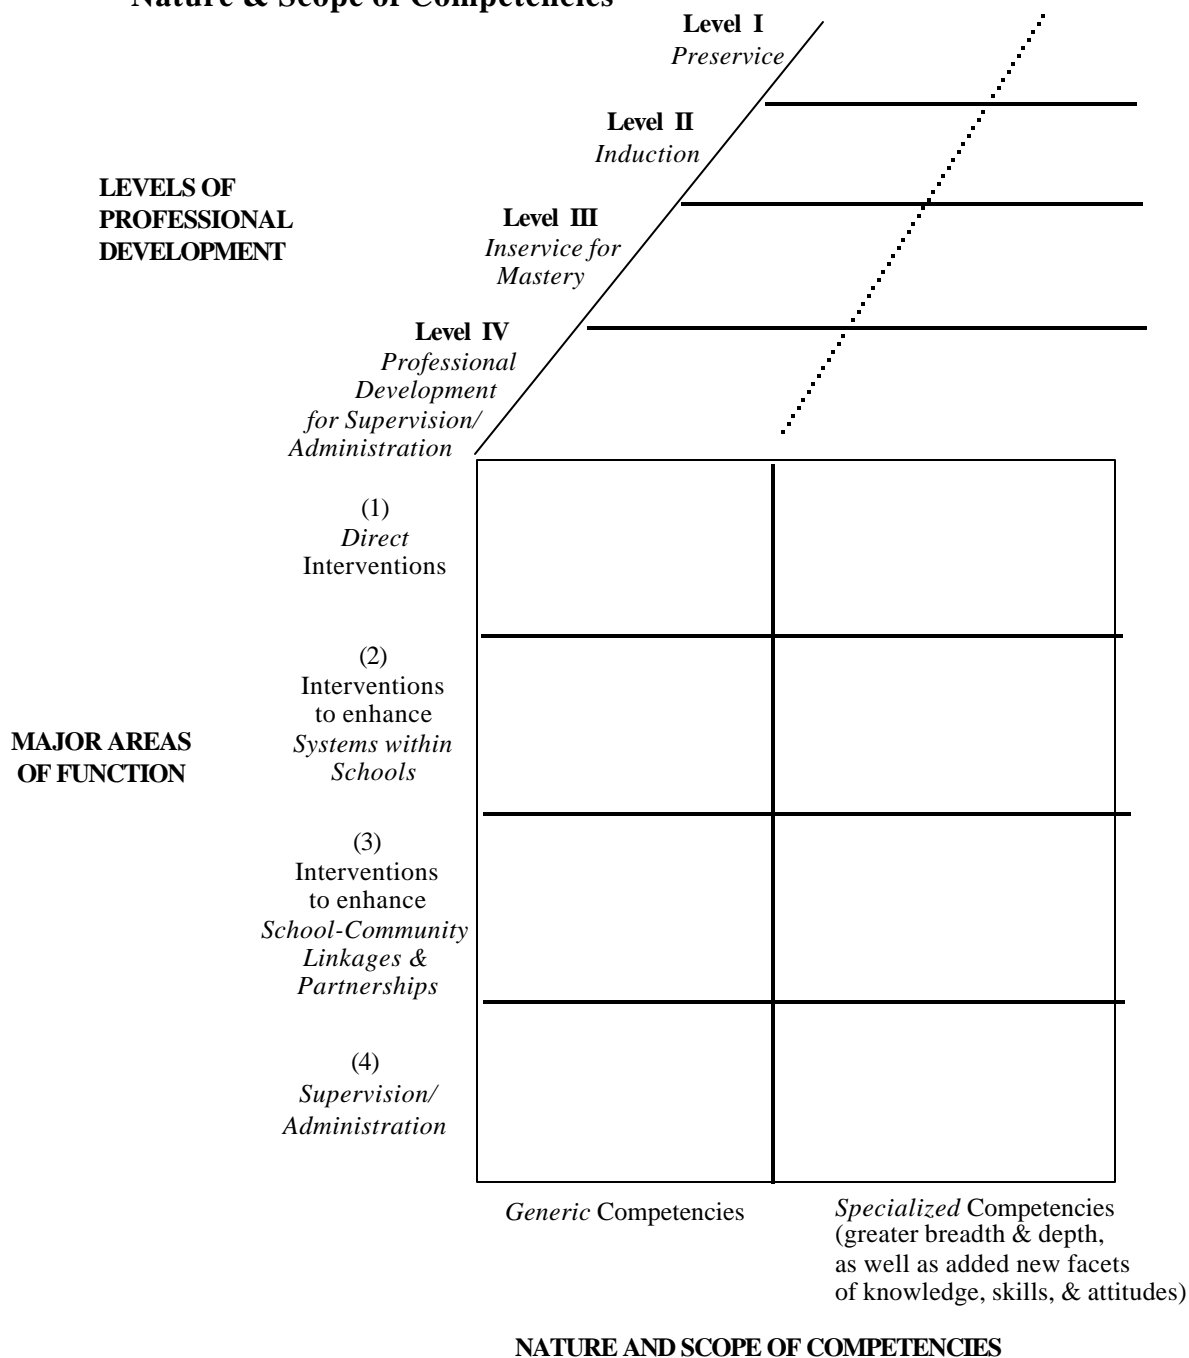 Nature & Scope of Competencies
Level I
Preservice
Level II
Induction
LEVELS OF
PROFESSIONAL
DEVELOPMENT
Level III
Inservice for
Mastery
Level IV
Professional
Development
for Supervision/
Administration
(1)
Direct
Interventions
(2)
Interventions
to enhance
Systems within
Schools
MAJOR AREAS
OF FUNCTION
(3)
Interventions
to enhance
School-Community
Linkages &
Partnerships
(4)
Supervision/
Administration
Generic Competencies
Specialized Competencies
(greater breadth & depth,
as well as added new facets
of knowledge, skills, & attitudes)
NATURE AND SCOPE OF COMPETENCIES